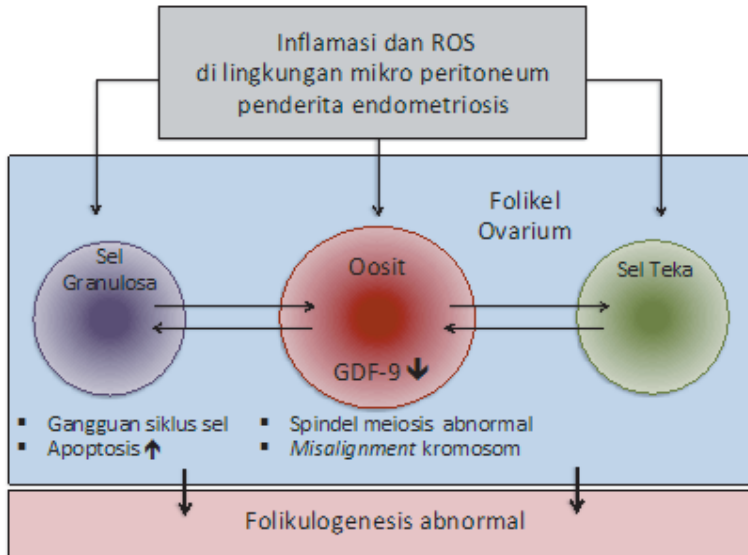 Inflamasi dan ROS
di lingkungan mikro peritoneum
penderita endometriosis
Folikel
Ovarium
Sel
Granulosa
Oosit
Sel Teka
GDF-9 🡇
▪ Gangguan siklus sel
▪ Apoptosis 🡅
▪ Spindel meiosis abnormal
▪ Misalignment kromosom
Folikulogenesis abnormal